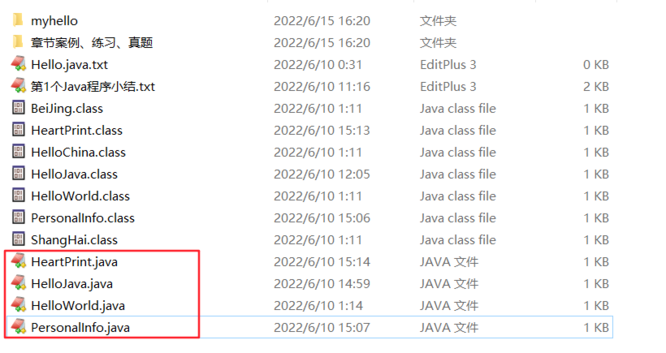 myhello 2022/6/15 16:20 文件夹
章节案例、练习、真题 2022/6/15 16:20 文件夹
Hello.java.txt 2022/6/10 0:31 EditPlus 3 0 KB
第1个Java程序小结.txt 2022/6/10 11:16 EditPlus 3 2 KB
BeiJing.class 2022/6/10 1:11 Java class file 1 KB
HeartPrint.class 2022/6/10 15:13 Java class file 1 KB
HelloChina.class 2022/6/10 1:11 Java class file 1 KB
HelloJava.class 2022/6/10 12:05 Java class file 1 KB
HelloWorld.class 2022/6/10 1:11 Java class file 1 KB
PersonalInfo.class 2022/6/10 15:06 Java class file 1 KB
ShangHai.class 2022/6/10 1:11 Java class file 1 KB
HeartPrint.java 2022/6/10 15:14 JAVA 文件 1 KB
HelloJava.java 2022/6/10 14:59 JAVA 文件 1 KB
HelloWorld.java 2022/6/10 1:14 JAVA 文件 1 KB
PersonalInfo.java 2022/6/10 15:07 JAVA 文件 1 KB